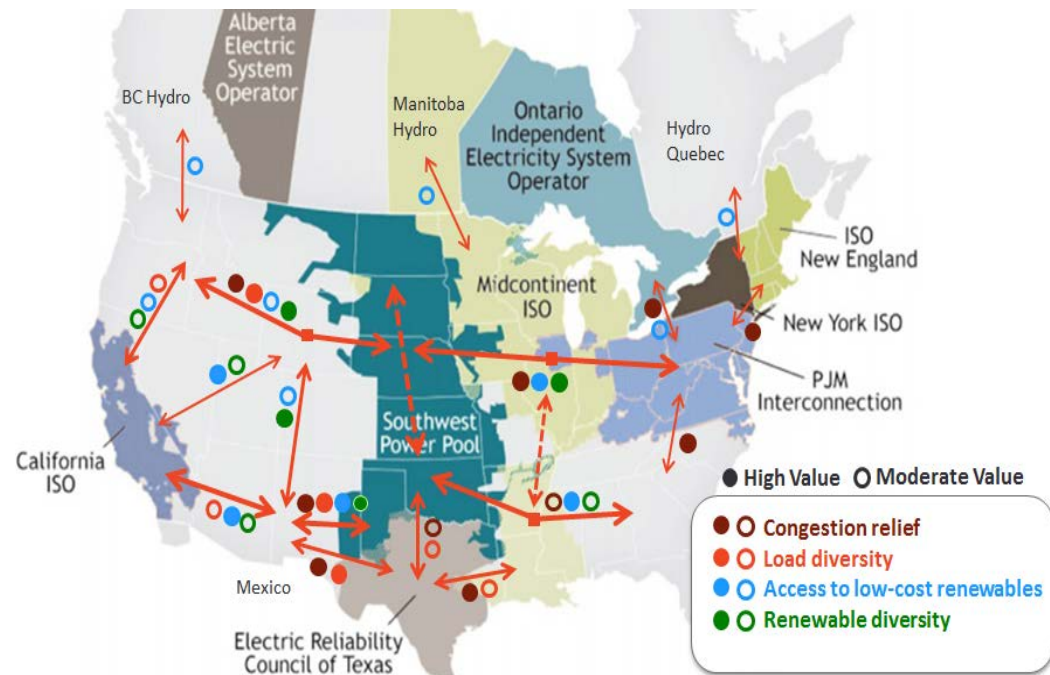 Alberta
Electric
System
Operator
BC Hydro
Manitoba
Hydro
Ontario
Independent
Electricity System
Operator
Hydro
Quebec
ISO
New England
Midcontinent
ISO
New York ISO
PJM
Interconnection
Southwest
Power Pool
California
ISO
High Value
Moderate Value
Congestion relief
Load diversity
Access to low-cost renewables
Renewable diversity
Mexico
Electric Reliability
Council of Texas